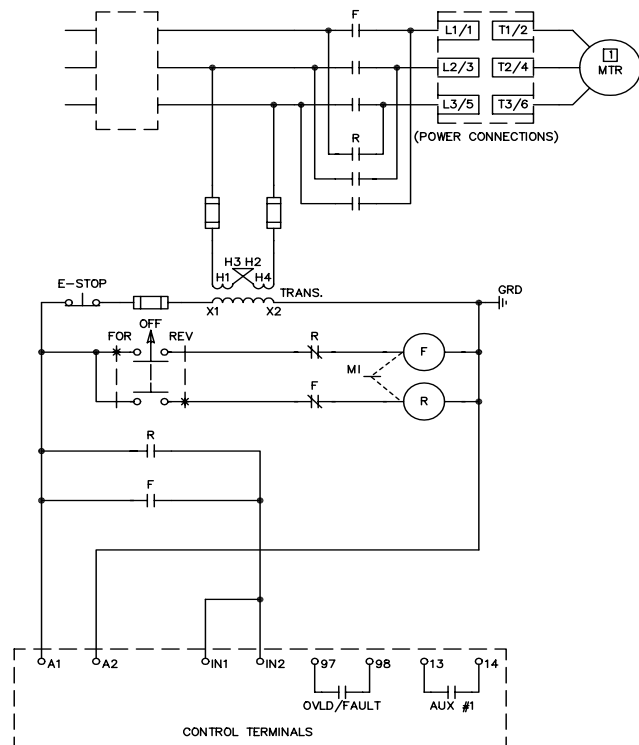 F
L1/1 T1/2
1
MTR
L2/3 T2/4
L3/5 T3/6
(POWER CONNECTIONS)
R
H3 H2
H1 H4
E-STOP
TRANS.
X1 X2
GRD
OFF
FOR REV
R
F
MI
F
R
R
F
A1 A2 IN1 IN2 97 98 13 14
OVLD/FAULT AUX #1
CONTROL TERMINALS